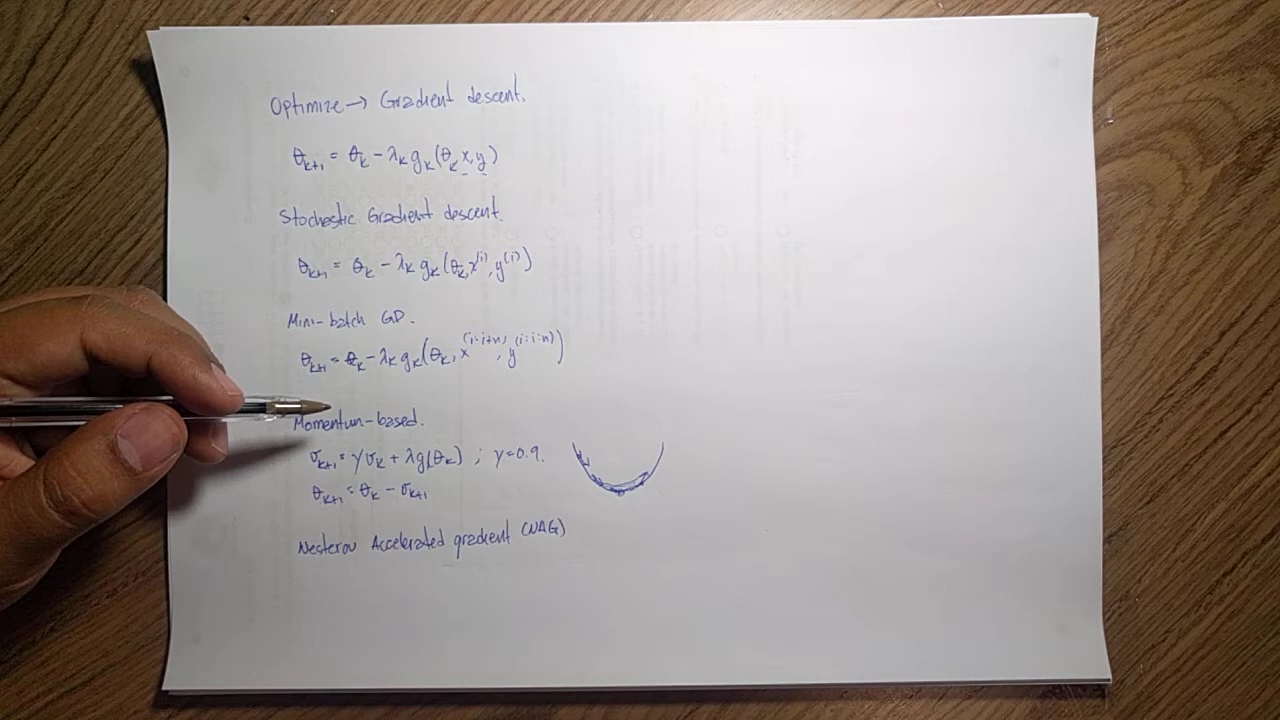 Optimize → Gradient descent.
θₖ₊₁ = θₖ − λₖ gₖ(θₖ x, y)
Stochastic Gradient descent.
θₖ₊₁ = θₖ − λₖ gₖ(θₖ, x⁽ⁱ⁾, y⁽ⁱ⁾)
Mini-batch GD.
θₖ₊₁ = θₖ − λₖ gₖ(θₖ, x^(i:i+n), y^(i:i:n))
Momentum-based.
vₖ₊₁ = γvₖ + λg(θₖ) ; γ=0.9.
θₖ₊₁ = θₖ − vₖ₊₁
Nesterov Accelerated gradient (NAG)